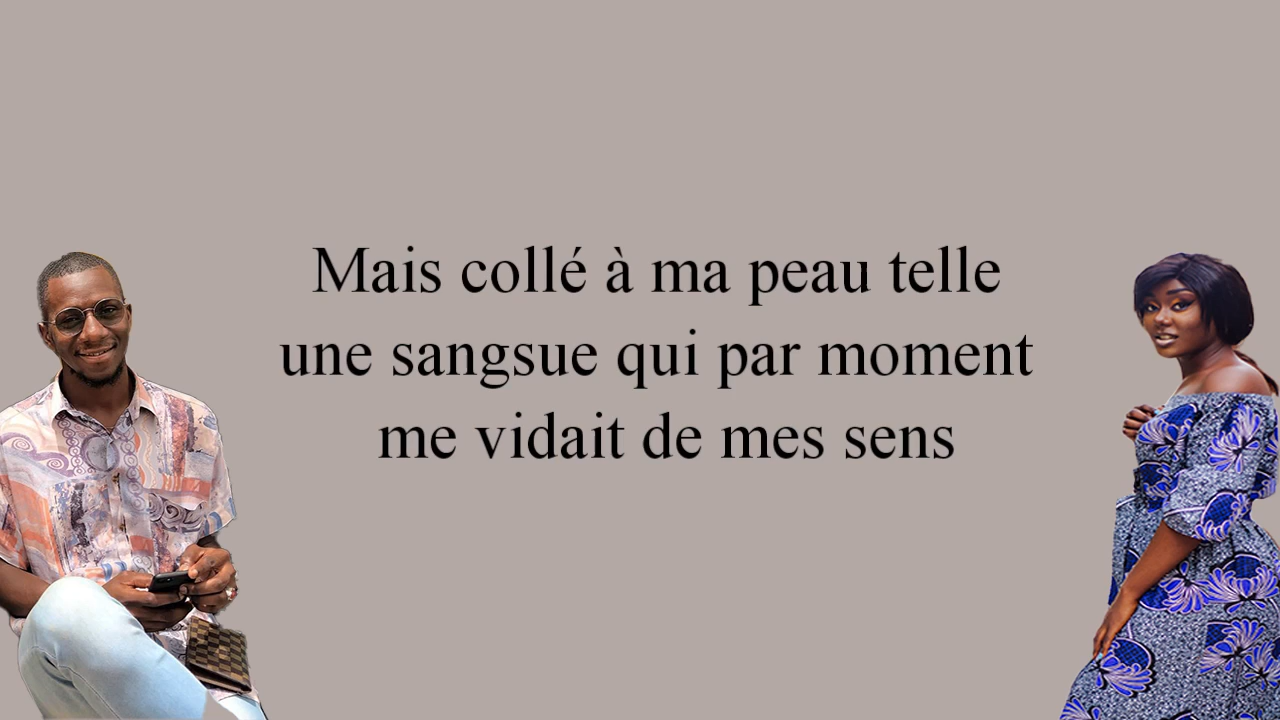 Mais collé à ma peau telle
une sangsue qui par moment
me vidait de mes sens